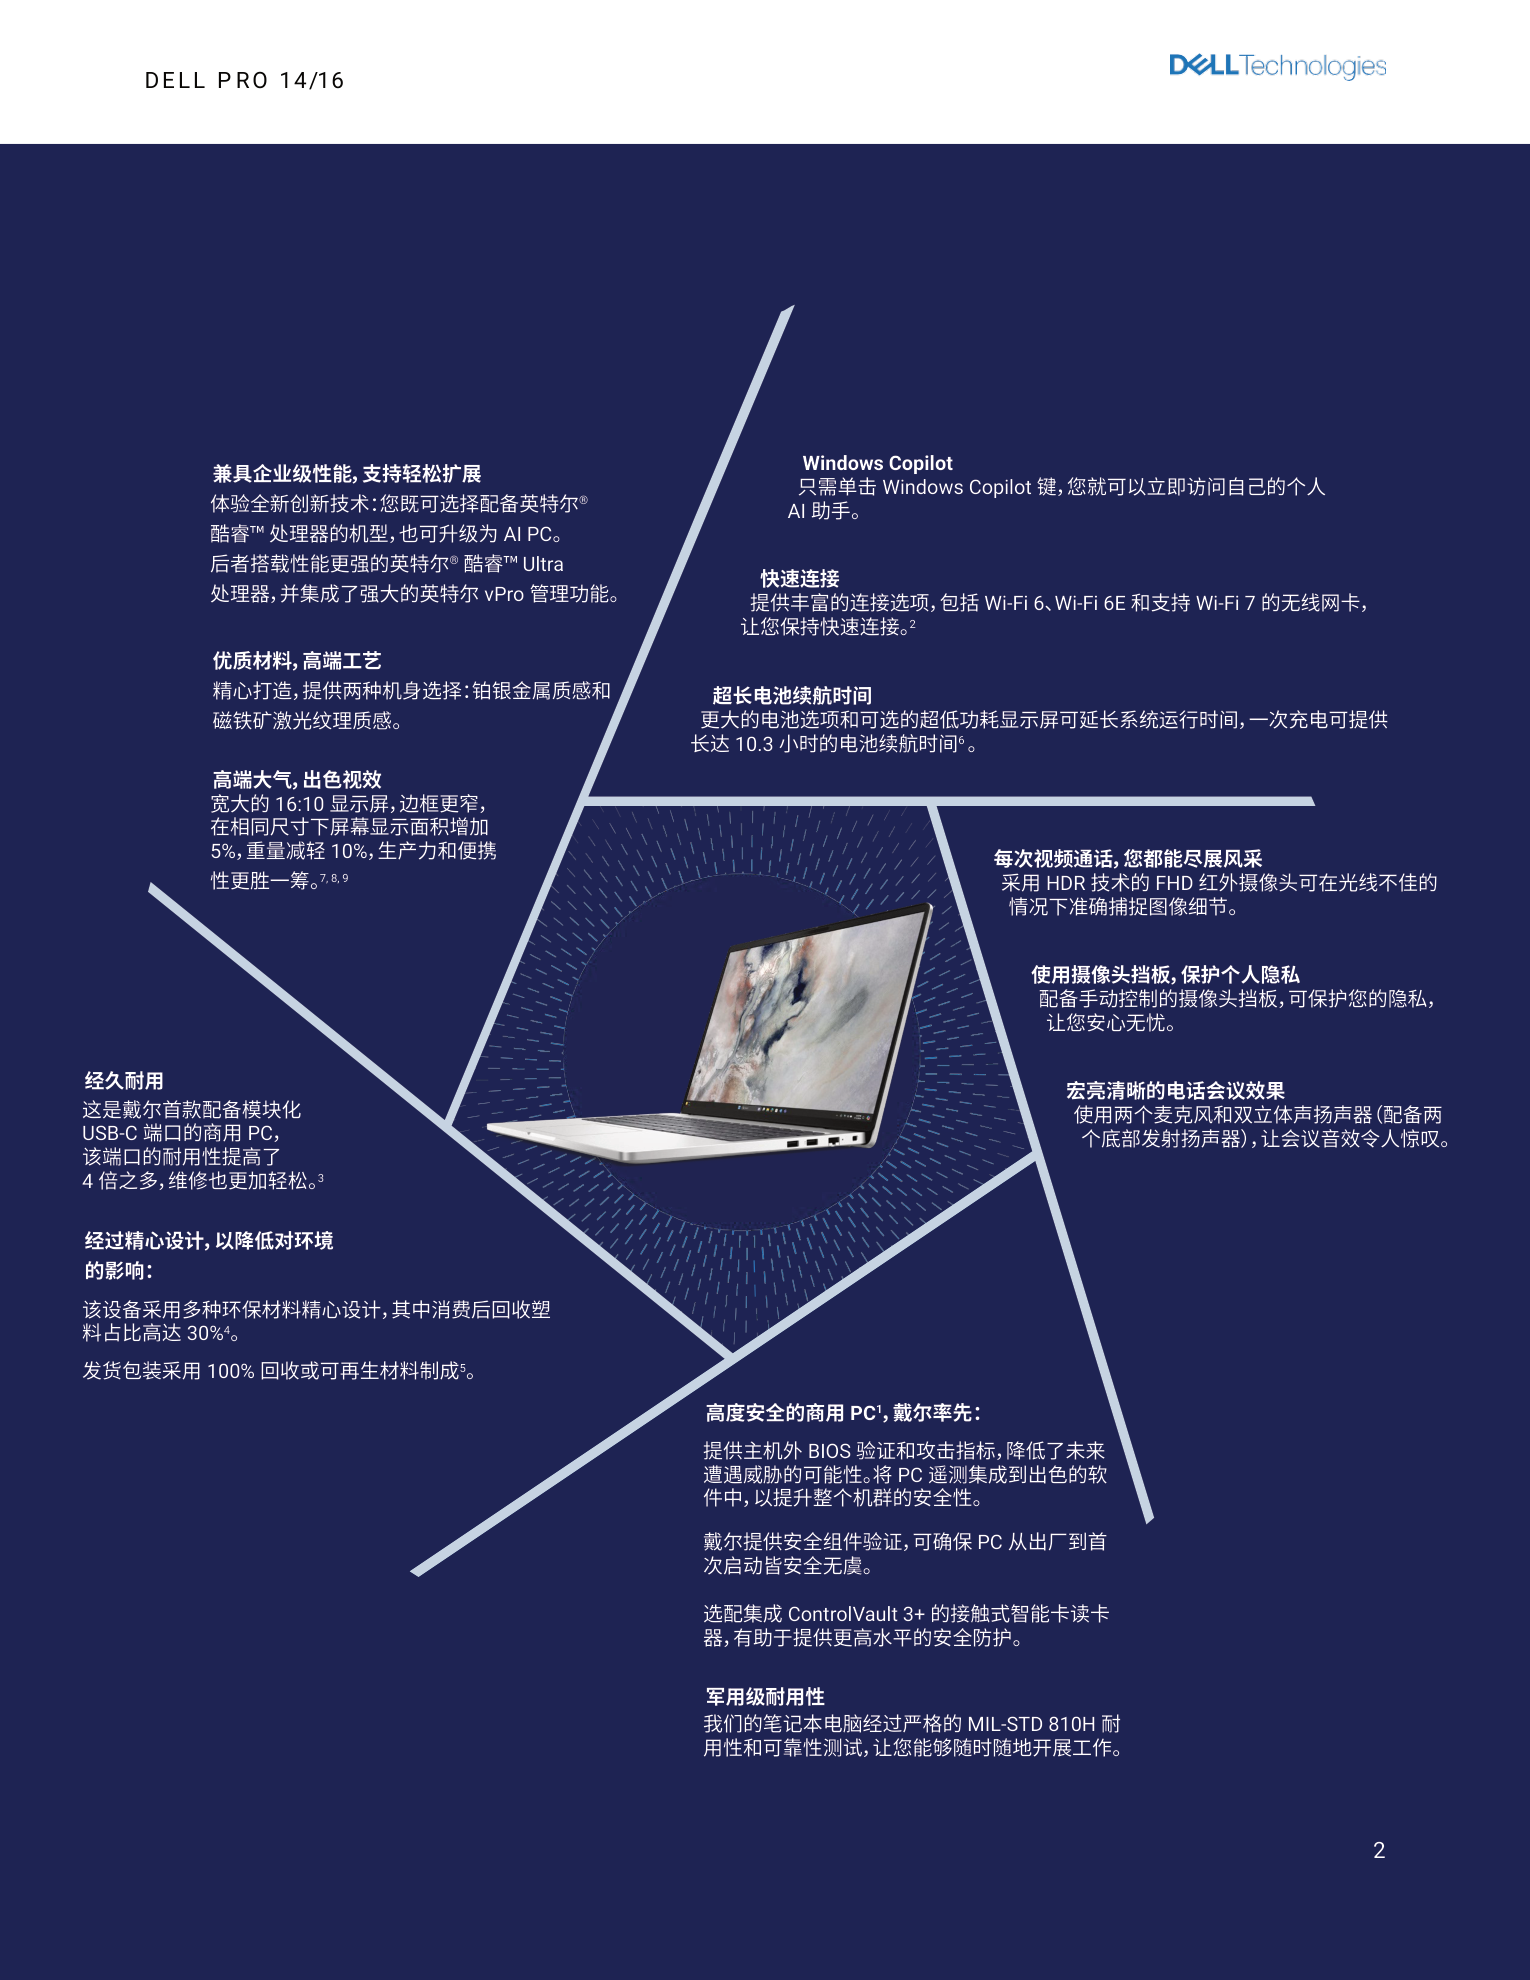 DELL PRO 14/16
DELLTechnologies
兼具企业级性能，支持轻松扩展
体验全新创新技术：您既可选择配备英特尔®
酷睿™ 处理器的机型，也可升级为 AI PC。
后者搭载性能更强的英特尔® 酷睿™ Ultra
处理器，并集成了强大的英特尔 vPro 管理功能。
优质材料，高端工艺
精心打造，提供两种机身选择：铂银金属质感和
磁铁矿激光纹理质感。
高端大气，出色视效
宽大的 16:10 显示屏，边框更窄，
在相同尺寸下屏幕显示面积增加
5%，重量减轻 10%，生产力和便携
性更胜一筹。7, 8, 9
Windows Copilot
只需单击 Windows Copilot 键，您就可以立即访问自己的个人
AI 助手。
快速连接
提供丰富的连接选项，包括 Wi-Fi 6、Wi-Fi 6E 和支持 Wi-Fi 7 的无线网卡，
让您保持快速连接。2
超长电池续航时间
更大的电池选项和可选的超低功耗显示屏可延长系统运行时间，一次充电可提供
长达 10.3 小时的电池续航时间6。
每次视频通话，您都能尽展风采
采用 HDR 技术的 FHD 红外摄像头可在光线不佳的
情况下准确捕捉图像细节。
使用摄像头挡板，保护个人隐私
配备手动控制的摄像头挡板，可保护您的隐私，
让您安心无忧。
宏亮清晰的电话会议效果
使用两个麦克风和双立体声扬声器（配备两
个底部发射扬声器），让会议音效令人惊叹。
经久耐用
这是戴尔首款配备模块化
USB-C 端口的商用 PC，
该端口的耐用性提高了
4 倍之多，维修也更加轻松。3
经过精心设计，以降低对环境
的影响：
该设备采用多种环保材料精心设计，其中消费后回收塑
料占比高达 30%4。
发货包装采用 100% 回收或可再生材料制成5。
高度安全的商用 PC1，戴尔率先：
提供主机外 BIOS 验证和攻击指标，降低了未来
遭遇威胁的可能性。将 PC 遥测集成到出色的软
件中，以提升整个机群的安全性。
戴尔提供安全组件验证，可确保 PC 从出厂到首
次启动皆安全无虞。
选配集成 ControlVault 3+ 的接触式智能卡读卡
器，有助于提供更高水平的安全防护。
军用级耐用性
我们的笔记本电脑经过严格的 MIL-STD 810H 耐
用性和可靠性测试，让您能够随时随地开展工作。
2